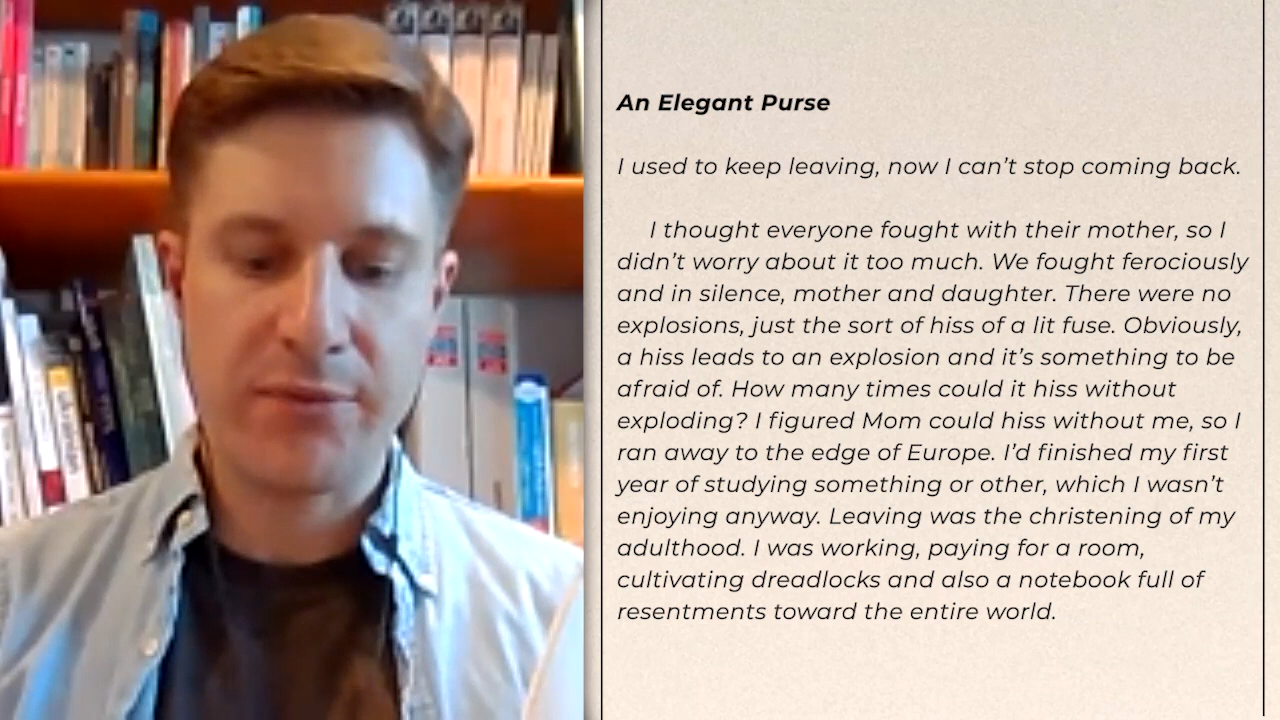 An Elegant Purse
I used to keep leaving, now I can’t stop coming back.
I thought everyone fought with their mother, so I
didn’t worry about it too much. We fought ferociously
and in silence, mother and daughter. There were no
explosions, just the sort of hiss of a lit fuse. Obviously,
a hiss leads to an explosion and it’s something to be
afraid of. How many times could it hiss without
exploding? I figured Mom could hiss without me, so I
ran away to the edge of Europe. I’d finished my first
year of studying something or other, which I wasn’t
enjoying anyway. Leaving was the christening of my
adulthood. I was working, paying for a room,
cultivating dreadlocks and also a notebook full of
resentments toward the entire world.